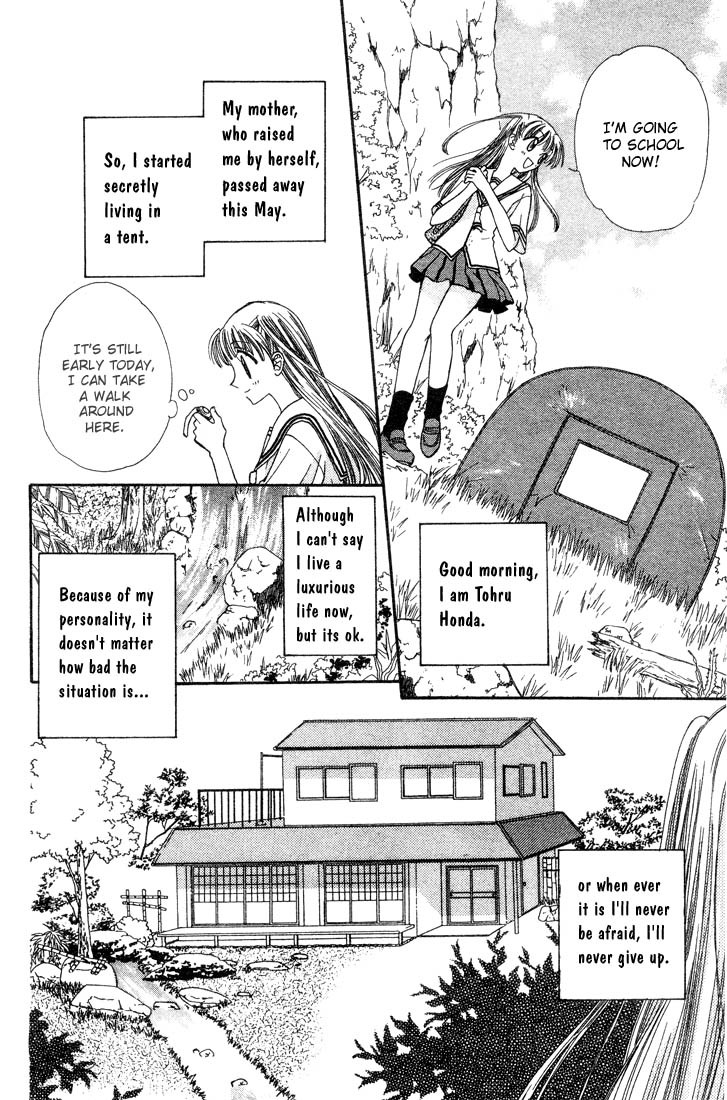 I'M GOING
TO SCHOOL
NOW!
Good morning,
I am Tohru
Honda.
My mother,
who raised
me by herself,
passed away
this May.
So, I started
secretly
living in
a tent.
IT'S STILL
EARLY TODAY,
I CAN TAKE
A WALK
AROUND
HERE.
Although
I can't say
I live a
luxurious
life now,
but its ok.
Because of my
personality, it
doesn't matter
how bad the
situation is...
or when ever
it is I'll never
be afraid, I'll
never give up.